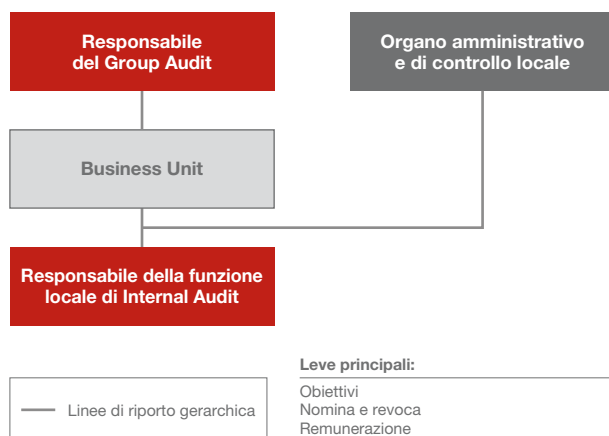 Responsabile
del Group Audit
Organo amministrativo
e di controllo locale
Business Unit
Responsabile della funzione
locale di Internal Audit
Linee di riporto gerarchica
Leve principali:
Obiettivi
Nomina e revoca
Remunerazione